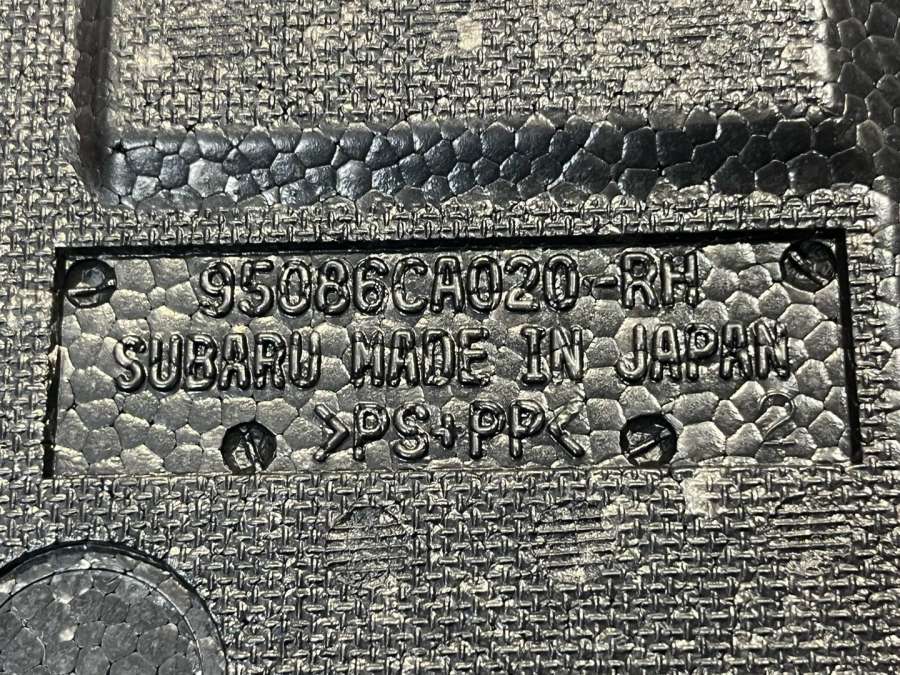 95086CA020-RH
SUBARU MADE IN JAPAN
>PS+PP<
2